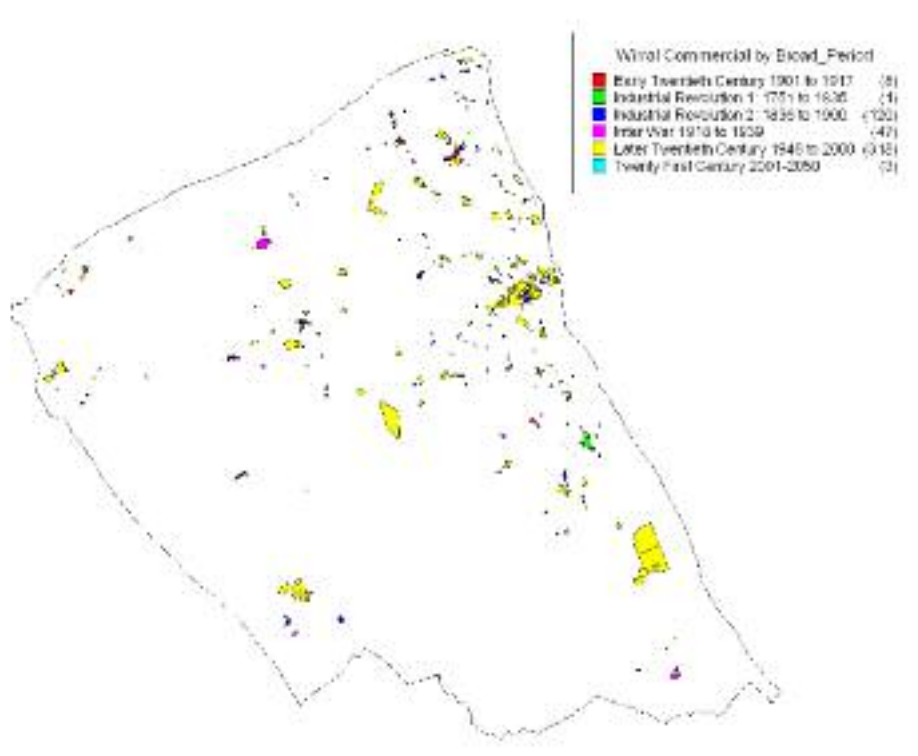 Wirral Commercial by Broad_Period
Early Twentieth Century 1901 to 1917
Industrial Revolution 1: 1751 to 1835 (1)
Industrial Revolution 2: 1836 to 1900 (120)
Inter War 1918 to 1939 (47)
Later Twentieth Century 1946 to 2000 (318)
Twenty First Century 2001-2050 (3)